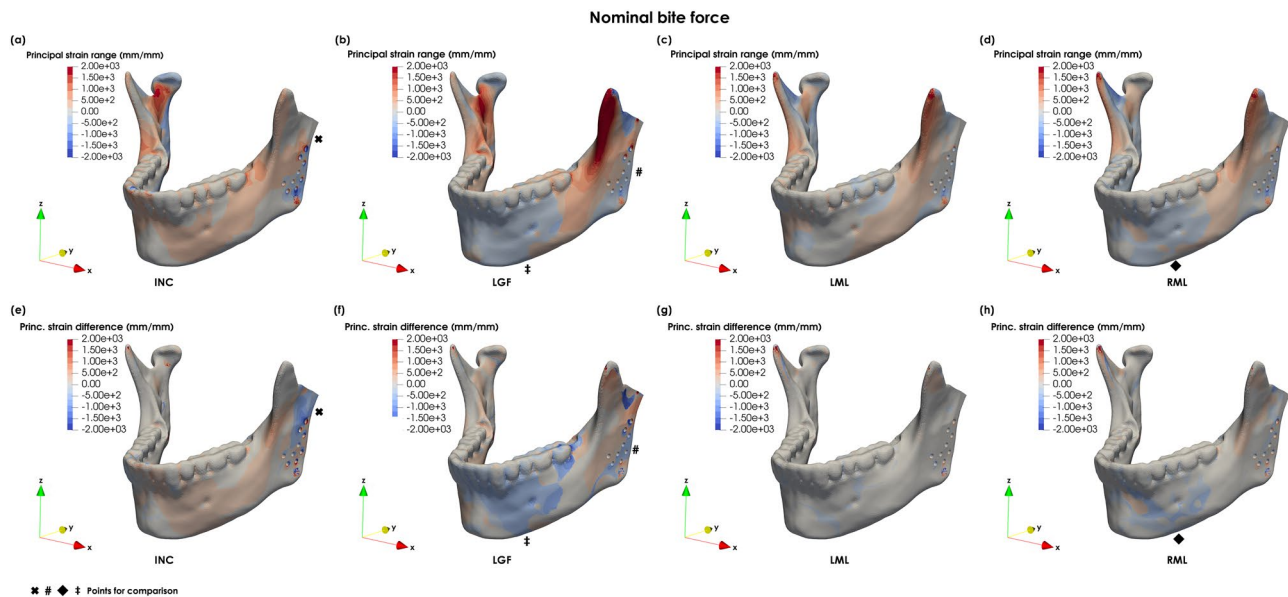 Nominal bite force
(a)
Principal strain range (mm/mm)
2.00e+03
1.50e+3
1.00e+3
5.00e+2
0.00
-5.00e+2
-1.00e+3
-1.50e+3
-2.00e+03
✖
z
y
x
INC
(b)
Principal strain range (mm/mm)
2.00e+03
1.50e+3
1.00e+3
5.00e+2
0.00
-5.00e+2
-1.00e+3
-1.50e+3
-2.00e+03
#
z
y
x
‡
LGF
(c)
Principal strain range (mm/mm)
2.00e+03
1.50e+3
1.00e+3
5.00e+2
0.00
-5.00e+2
-1.00e+3
-1.50e+3
-2.00e+03
z
y
x
LML
(d)
Principal strain range (mm/mm)
2.00e+03
1.50e+3
1.00e+3
5.00e+2
0.00
-5.00e+2
-1.00e+3
-1.50e+3
-2.00e+03
z
y
x
◆
RML
(e)
Princ. strain difference (mm/mm)
2.00e+03
1.50e+3
1.00e+3
5.00e+2
0.00
-5.00e+2
-1.00e+3
-1.50e+3
-2.00e+03
✖
z
y
x
INC
(f)
Princ. strain difference (mm/mm)
2.00e+03
1.50e+3
1.00e+3
5.00e+2
0.00
-5.00e+2
-1.00e+3
-1.50e+3
-2.00e+03
#
z
y
x
‡
LGF
(g)
Princ. strain difference (mm/mm)
2.00e+03
1.50e+3
1.00e+3
5.00e+2
0.00
-5.00e+2
-1.00e+3
-1.50e+3
-2.00e+03
z
y
x
LML
(h)
Princ. strain difference (mm/mm)
2.00e+03
1.50e+3
1.00e+3
5.00e+2
0.00
-5.00e+2
-1.00e+3
-1.50e+3
-2.00e+03
z
y
x
◆
RML
✖ # ◆ ‡ Points for comparison